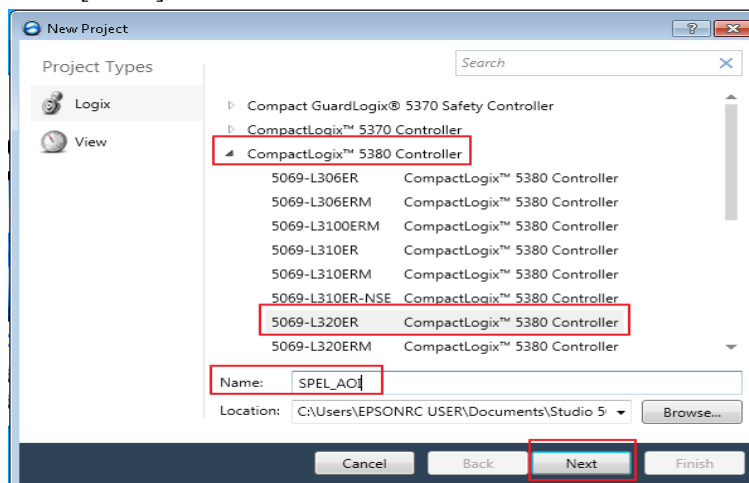 New Project
Project Types
Search
Logix
View
Compact GuardLogix® 5370 Safety Controller
CompactLogix™ 5370 Controller
CompactLogix™ 5380 Controller
5069-L306ER CompactLogix™ 5380 Controller
5069-L306ERM CompactLogix™ 5380 Controller
5069-L3100ERM CompactLogix™ 5380 Controller
5069-L310ER CompactLogix™ 5380 Controller
5069-L310ERM CompactLogix™ 5380 Controller
5069-L310ER-NSE CompactLogix™ 5380 Controller
5069-L320ER CompactLogix™ 5380 Controller
5069-L320ERM CompactLogix™ 5380 Controller
Name: SPEL_AOI
Location: C:\Users\EPSONRC USER\Documents\Studio 5 Browse...
Cancel Back Next Finish